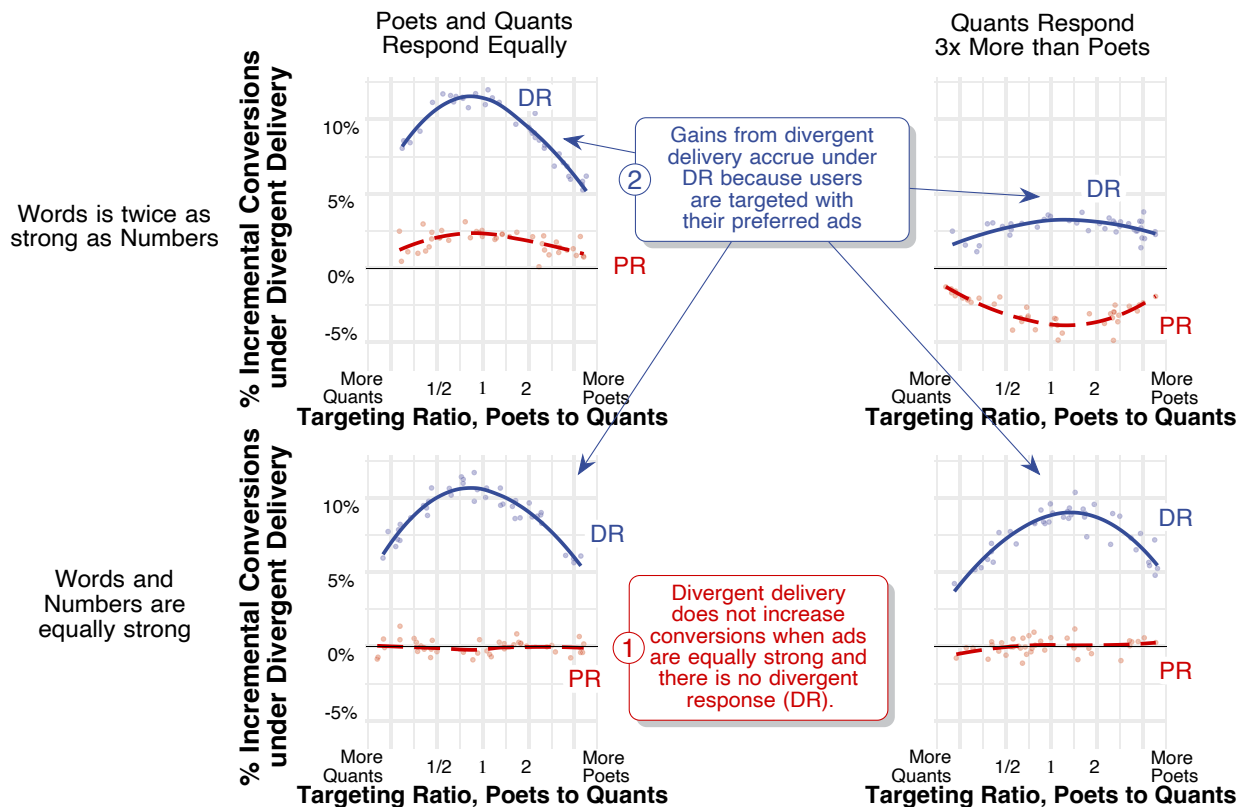 Poets and Quants
Respond Equally
Quants Respond
3x More than Poets
Words is twice as
strong as Numbers
% Incremental Conversions
under Divergent Delivery
10%
5%
0%
-5%
DR
PR
More
Quants
1/2
1
2
More
Poets
Targeting Ratio, Poets to Quants
2
Gains from divergent
delivery accrue under
DR because users
are targeted with
their preferred ads
DR
PR
More
Quants
1/2
1
2
More
Poets
Targeting Ratio, Poets to Quants
Words and
Numbers are
equally strong
% Incremental Conversions
under Divergent Delivery
10%
5%
0%
-5%
DR
PR
More
Quants
1/2
1
2
More
Poets
Targeting Ratio, Poets to Quants
1
Divergent delivery
does not increase
conversions when ads
are equally strong and
there is no divergent
response (DR).
DR
PR
More
Quants
1/2
1
2
More
Poets
Targeting Ratio, Poets to Quants